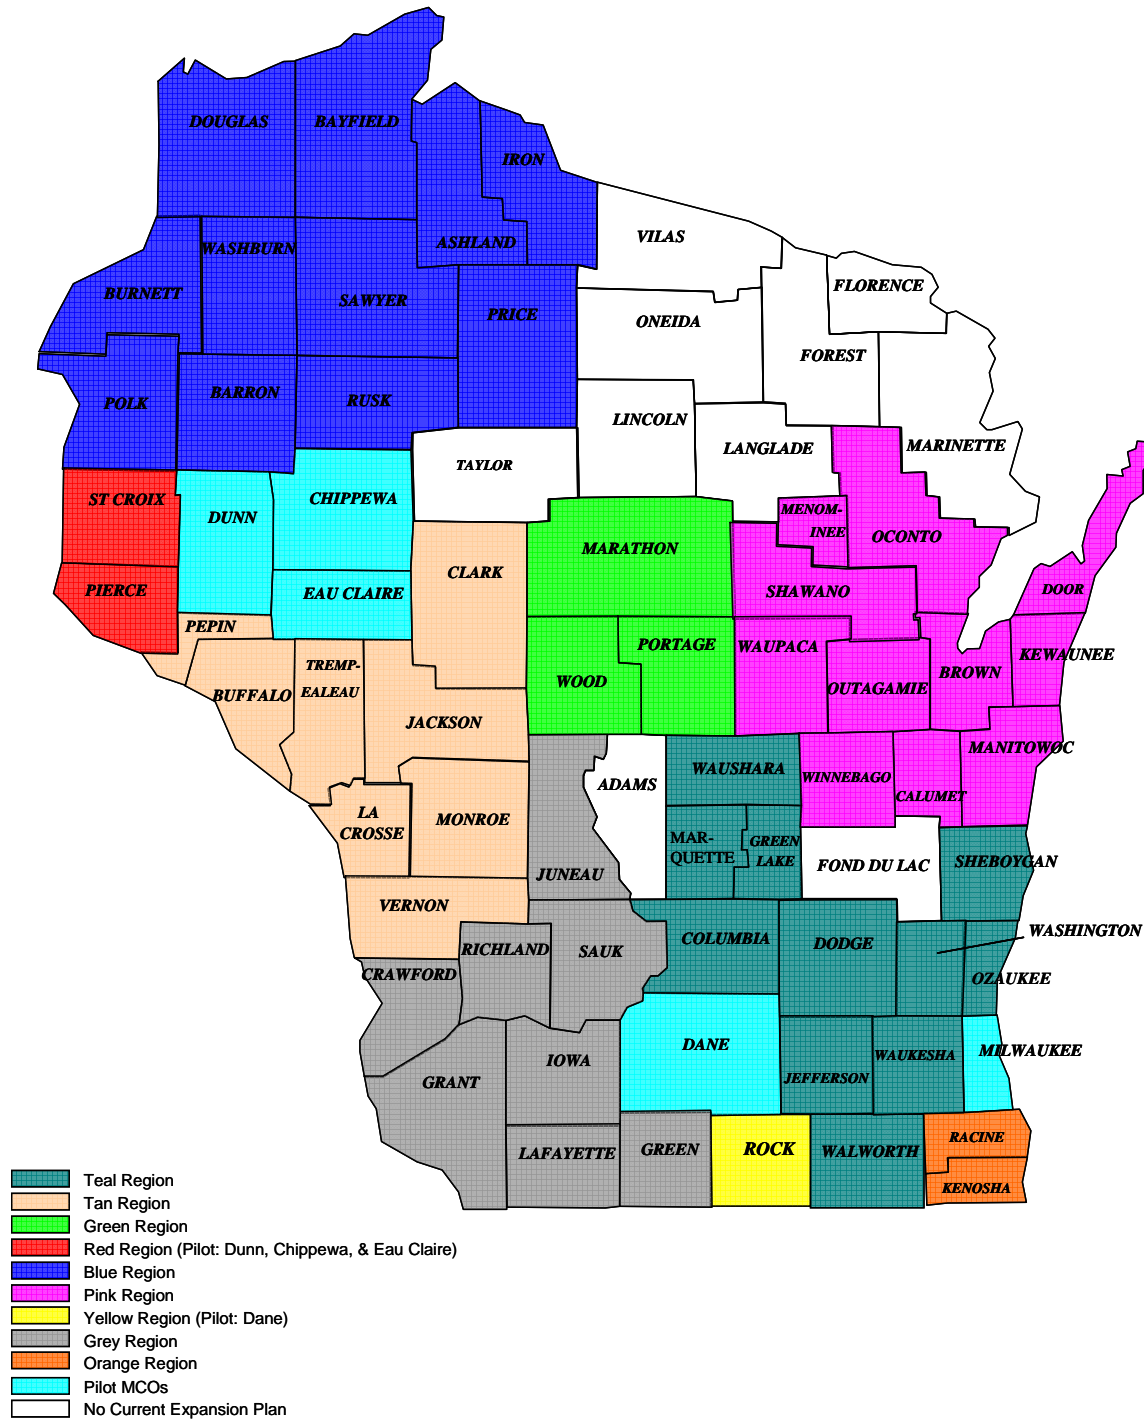 DOUGLAS
BAYFIELD
IRON
ASHLAND
VILAS
WASHBURN
BURNETT
SAWYER
PRICE
FLORENCE
ONEIDA
FOREST
POLK
BARRON
RUSK
LINCOLN
LANGLADE
MARINETTE
TAYLOR
ST CROIX
DUNN
CHIPPEWA
MENOM-
INEE
OCONTO
MARATHON
CLARK
PIERCE
EAU CLAIRE
SHAWANO
DOOR
PEPIN
PORTAGE
WAUPACA
KEWAUNEE
TREMP-
EALEAU
BUFFALO
WOOD
OUTAGAMIE
BROWN
JACKSON
MANITOWOC
WAUSHARA
WINNEBAGO
CALUMET
ADAMS
LA
CROSSE
MONROE
MAR-
QUETTE
GREEN
LAKE
FOND DU LAC
SHEBOYGAN
JUNEAU
VERNON
COLUMBIA
DODGE
WASHINGTON
RICHLAND
SAUK
CRAWFORD
OZAUKEE
DANE
IOWA
WAUKESHA
MILWAUKEE
GRANT
JEFFERSON
LAFAYETTE
GREEN
ROCK
WALWORTH
RACINE
KENOSHA
Teal Region
Tan Region
Green Region
Red Region (Pilot: Dunn, Chippewa, & Eau Claire)
Blue Region
Pink Region
Yellow Region (Pilot: Dane)
Grey Region
Orange Region
Pilot MCOs
No Current Expansion Plan